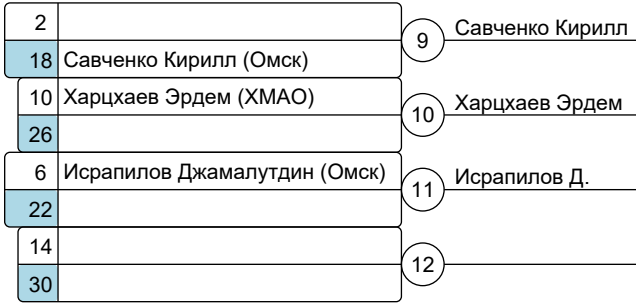 2
9 Савченко Кирилл
18 Савченко Кирилл (Омск)
10 Харцхаев Эрдем (ХМАО)
10 Харцхаев Эрдем
26
6 Исрапилов Джамалутдин (Омск)
11 Исрапилов Д.
22
14
12
30